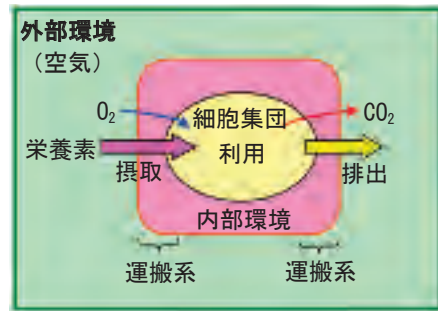 外部環境
（空気）
O₂
細胞集団
CO₂
栄養素
利用
摂取
排出
内部環境
運搬系
運搬系